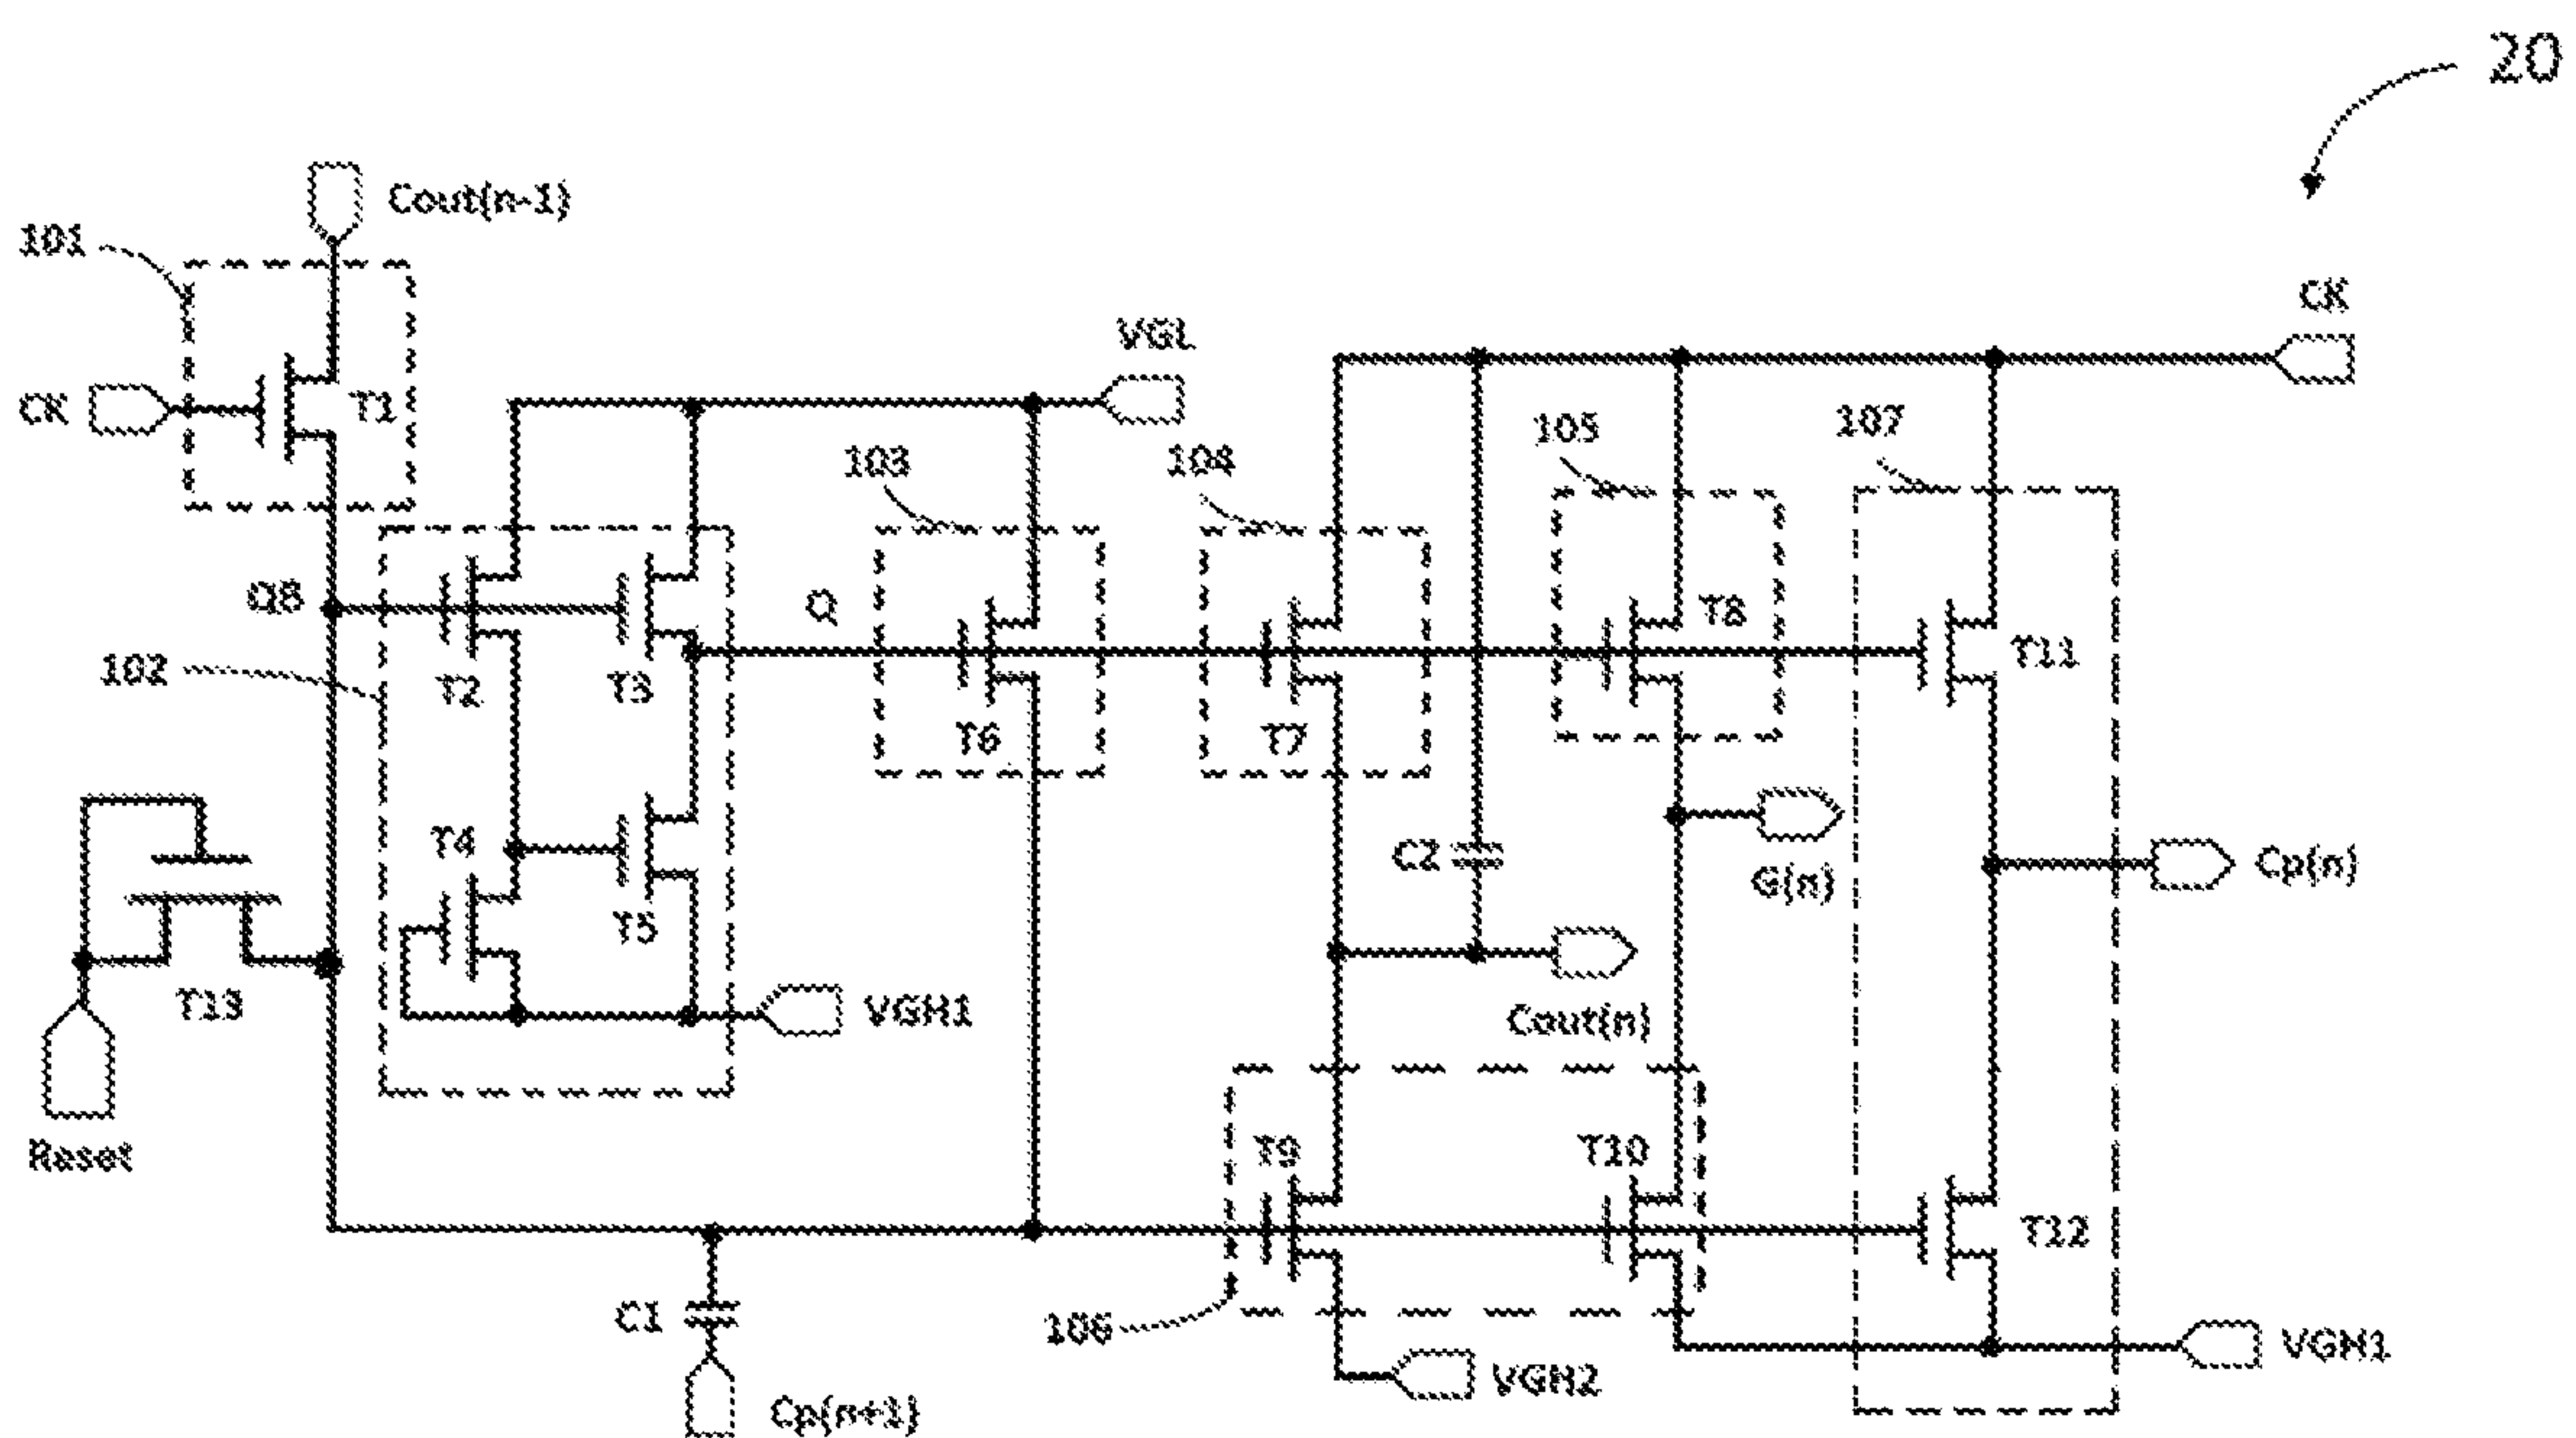 20
Cout(n-1)
101
CK
VGL
CK
T1
105
107
103
104
QB
Q
T8
T11
102
T2
T3
T6
T7
T4
C2
G(n)
Cp(n)
T5
T13
VGH1
Cout(n)
Reset
T9
T10
T12
C1
106
VGH1
VGH2
Cp(n+1)